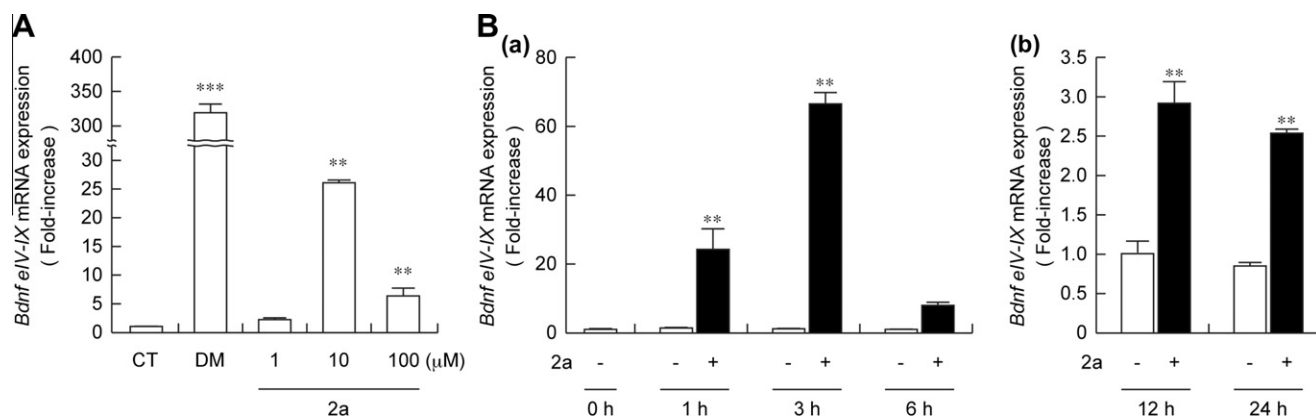 A
Bdnf eIV-IX mRNA expression
( Fold-increase )
400
350
300
30
25
20
15
10
5
0
***
**
**
CT DM 1 10 100 (μM)
2a
B
(a)
Bdnf eIV-IX mRNA expression
( Fold-increase )
80
60
40
20
0
**
**
2a - - + - + - +
0 h 1 h 3 h 6 h
(b)
Bdnf eIV-IX mRNA expression
( Fold-increase )
3.5
3.0
2.5
2.0
1.5
1.0
0.5
0
**
**
2a - + - +
12 h 24 h